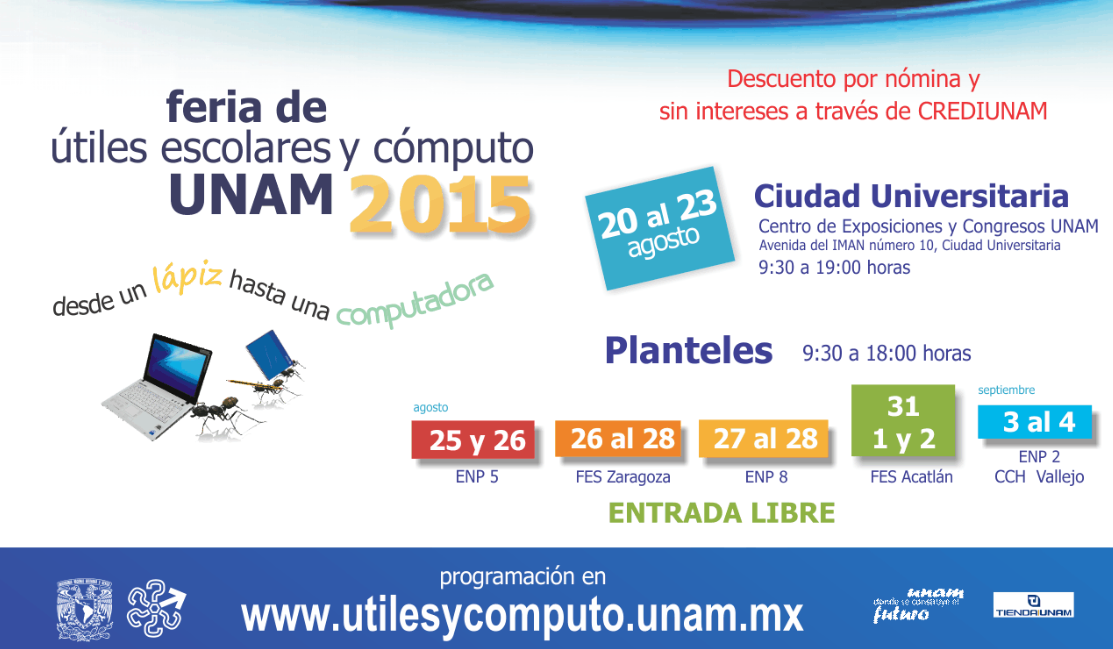 feria de
útiles escolares y cómputo
UNAM 2015
desde un lápiz hasta una computadora
Descuento por nómina y
sin intereses a través de CREDIUNAM
20 al 23
agosto
Ciudad Universitaria
Centro de Exposiciones y Congresos UNAM
Avenida del IMAN número 10, Ciudad Universitaria
9:30 a 19:00 horas
Planteles 9:30 a 18:00 horas
agosto
25 y 26
ENP 5
26 al 28
FES Zaragoza
27 al 28
ENP 8
31
1 y 2
FES Acatlán
septiembre
3 al 4
ENP 2
CCH Vallejo
ENTRADA LIBRE
programación en
www.utilesycomputo.unam.mx
unam
donde se construye el
futuro
TIENDAUNAM